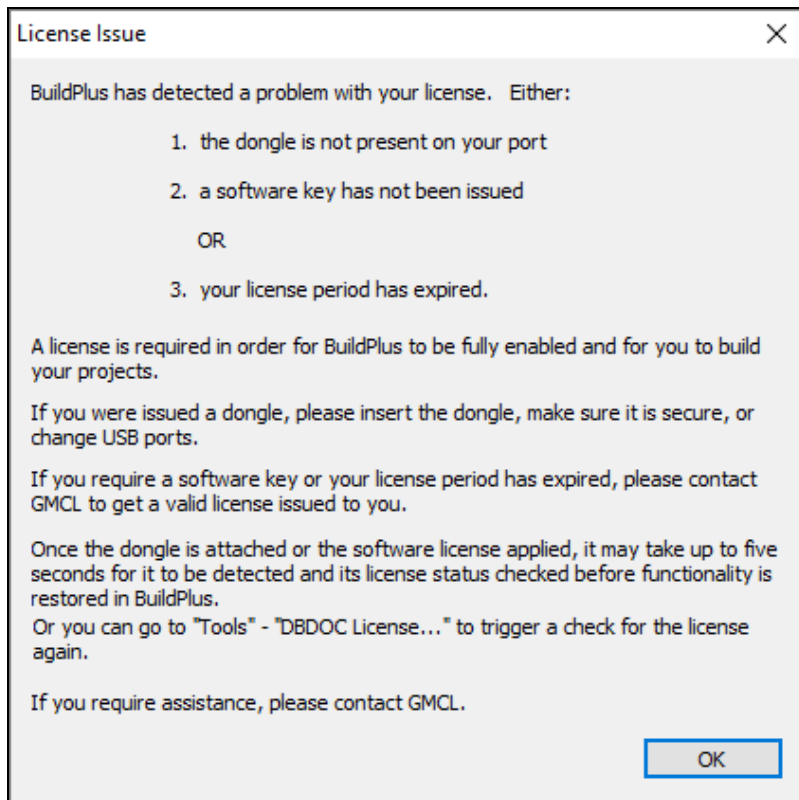 License Issue
BuildPlus has detected a problem with your license. Either:
1. the dongle is not present on your port
2. a software key has not been issued
OR
3. your license period has expired.
A license is required in order for BuildPlus to be fully enabled and for you to build
your projects.
If you were issued a dongle, please insert the dongle, make sure it is secure, or
change USB ports.
If you require a software key or your license period has expired, please contact
GMCL to get a valid license issued to you.
Once the dongle is attached or the software license applied, it may take up to five
seconds for it to be detected and its license status checked before functionality is
restored in BuildPlus.
Or you can go to "Tools" - "DBDOC License..." to trigger a check for the license
again.
If you require assistance, please contact GMCL.
OK